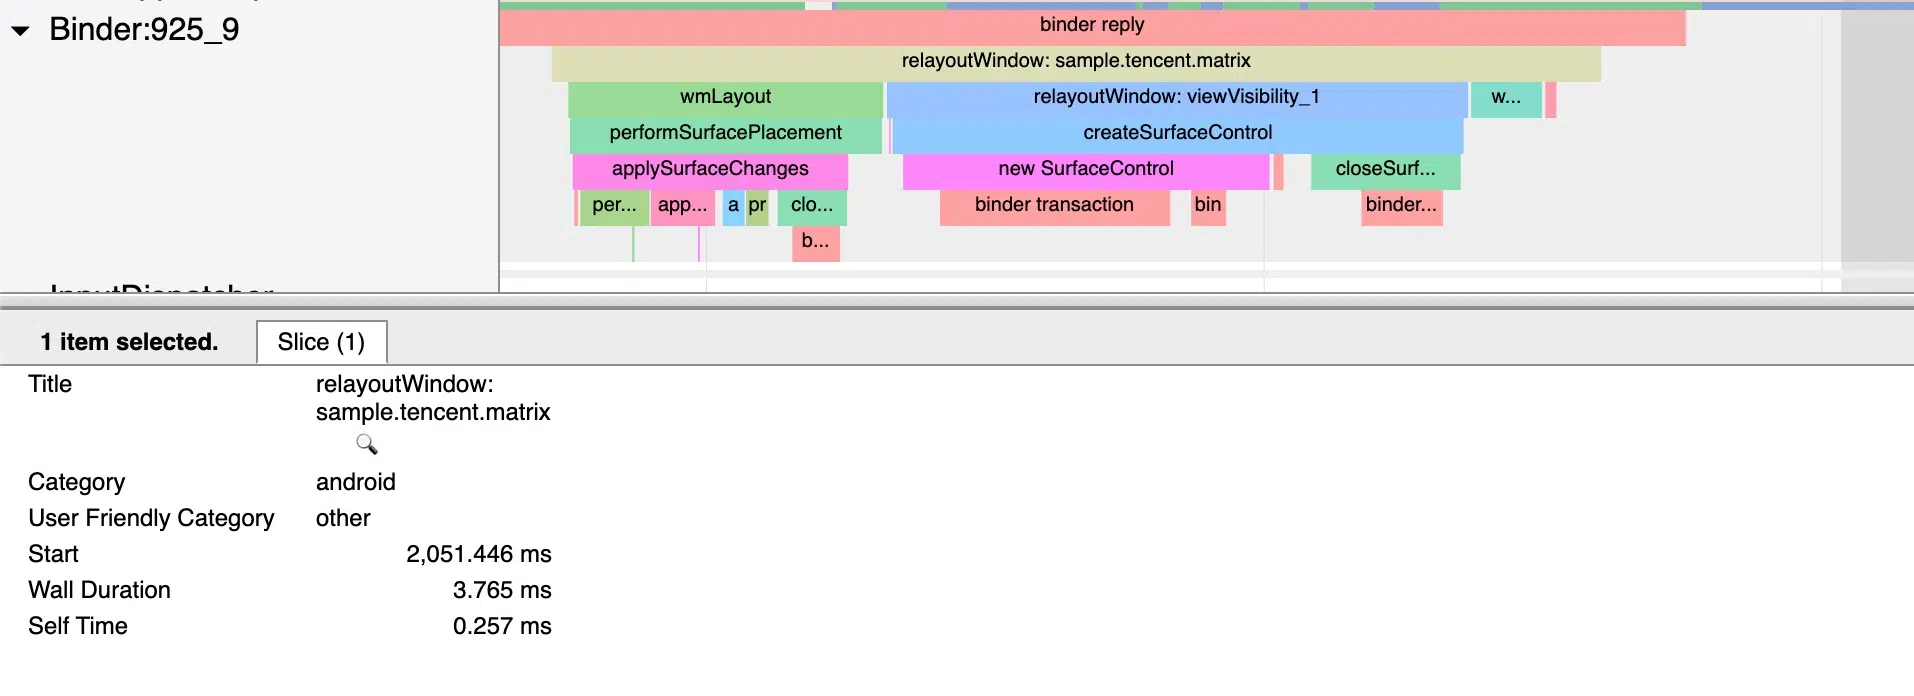 Binder:925_9
binder reply
relayoutWindow: sample.tencent.matrix
wmLayout relayoutWindow: viewVisibility_1 w...
performSurfacePlacement createSurfaceControl
applySurfaceChanges new SurfaceControl closeSurf...
per... app... a pr clo... binder transaction bin binder...
b...
InputDispatcher
1 item selected. Slice (1)
Title relayoutWindow:
sample.tencent.matrix
Category android
User Friendly Category other
Start 2,051.446 ms
Wall Duration 3.765 ms
Self Time 0.257 ms